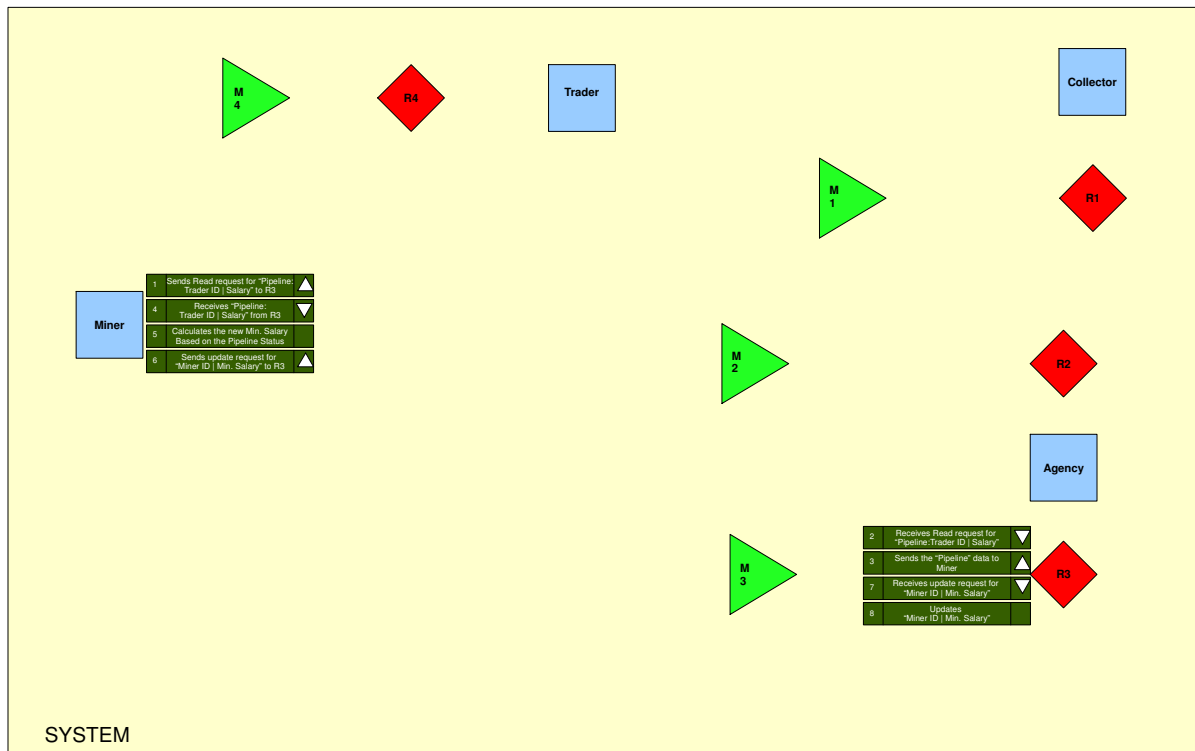 M
4
R4
Trader
Collector
M
1
R1
Miner
1
Sends Read request for “Pipeline:
Trader ID | Salary” to R3
4
Receives “Pipeline:
Trader ID | Salary” from R3
5
Calculates the new Min. Salary
Based on the Pipeline Status
6
Sends update request for
“Miner ID | Min. Salary” to R3
M
2
R2
Agency
M
3
2
Receives Read request for
“Pipeline:Trader ID | Salary”
3
Sends the “Pipeline” data to
Miner
7
Receives update request for
“Miner ID | Min. Salary”
8
Updates
“Miner ID | Min. Salary”
R3
SYSTEM